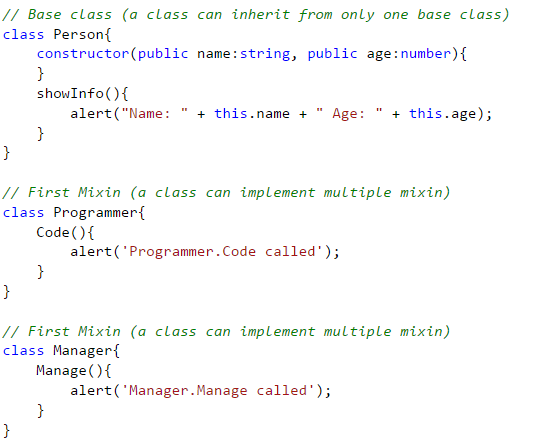 // Base class (a class can inherit from only one base class)
class Person{
    constructor(public name:string, public age:number){
    }
    showInfo(){
        alert("Name: " + this.name + " Age: " + this.age);
    }
}

// First Mixin (a class can implement multiple mixin)
class Programmer{
    Code(){
        alert('Programmer.Code called');
    }
}

// First Mixin (a class can implement multiple mixin)
class Manager{
    Manage(){
        alert('Manager.Manage called');
    }
}